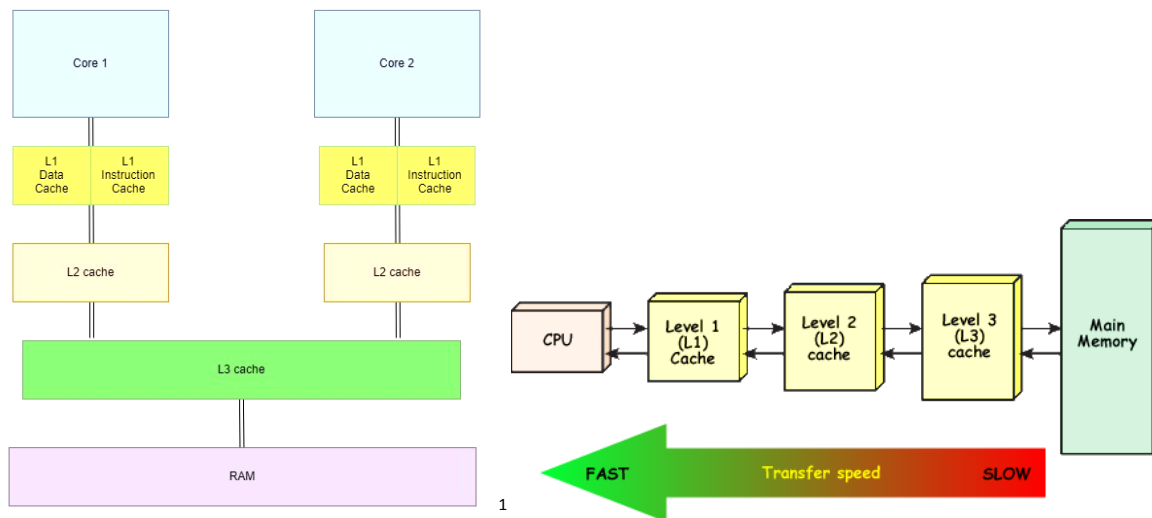 Core 1
Core 2
L1
Data
Cache
L1
Instruction
Cache
L1
Data
Cache
L1
Instruction
Cache
L2 cache
L2 cache
L3 cache
RAM
1
CPU
Level 1
(L1)
Cache
Level 2
(L2)
cache
Level 3
(L3)
cache
Main
Memory
FAST Transfer speed SLOW